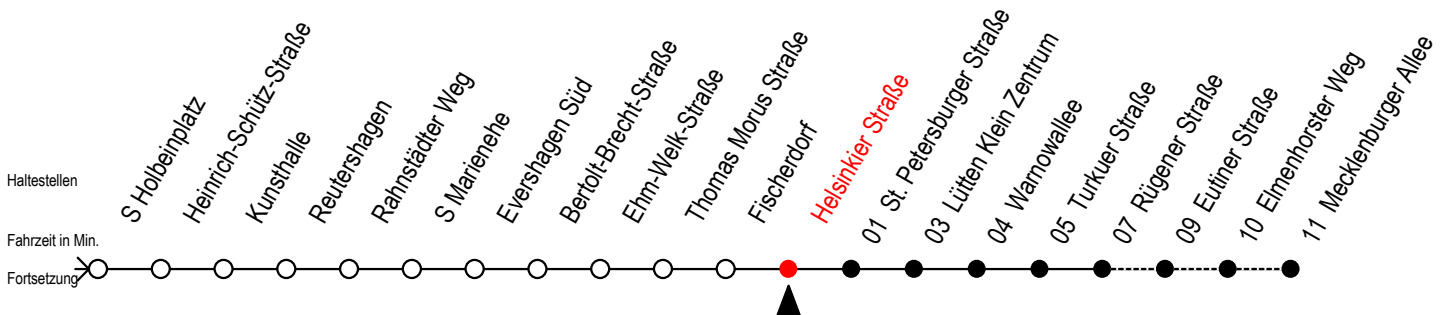 Haltestellen
Fahrzeit in Min.
Fortsetzung
S Holbeinplatz
Heinrich-Schütz-Straße
Kunsthalle
Reutershagen
Rahnstädter Weg
S Marienehe
Evershagen Süd
Bertolt-Brecht-Straße
Ehm-Welk-Straße
Thomas Morus Straße
Fischerdorf
Helsinkier Straße
01 St. Petersburger Straße
03 Lütten Klein Zentrum
04 Warnowallee
05 Turkuer Straße
07 Rügener Straße
09 Eutiner Straße
10 Elmenhorster Weg
11 Mecklenburger Allee